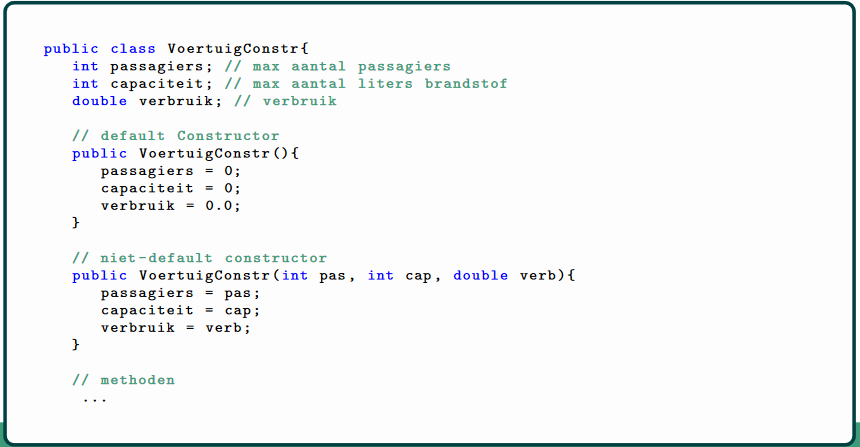 public class VoertuigConstr{
int passagiers; // max aantal passagiers
int capaciteit; // max aantal liters brandstof
double verbruik; // verbruik
// default Constructor
public VoertuigConstr(){
passagiers = 0;
capaciteit = 0;
verbruik = 0.0;
}
// niet-default constructor
public VoertuigConstr(int pas, int cap, double verb){
passagiers = pas;
capaciteit = cap;
verbruik = verb;
}
// methoden
...